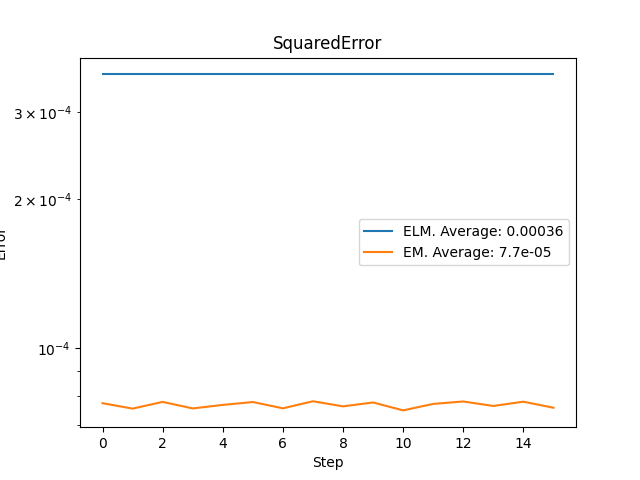 SquaredError
3 × 10⁻⁴
2 × 10⁻⁴
10⁻⁴
Error
ELM. Average: 0.00036
EM. Average: 7.7e-05
0 2 4 6 8 10 12 14
Step